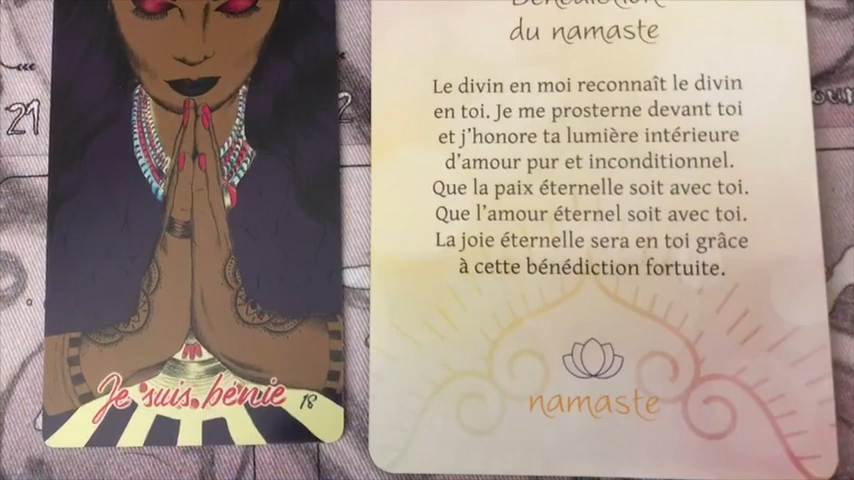 Je suis bénie 18
Bénédiction
du namaste
Le divin en moi reconnaît le divin
en toi. Je me prosterne devant toi
et j'honore ta lumière intérieure
d'amour pur et inconditionnel.
Que la paix éternelle soit avec toi.
Que l'amour éternel soit avec toi.
La joie éternelle sera en toi grâce
à cette bénédiction fortuite.
namaste
21
2